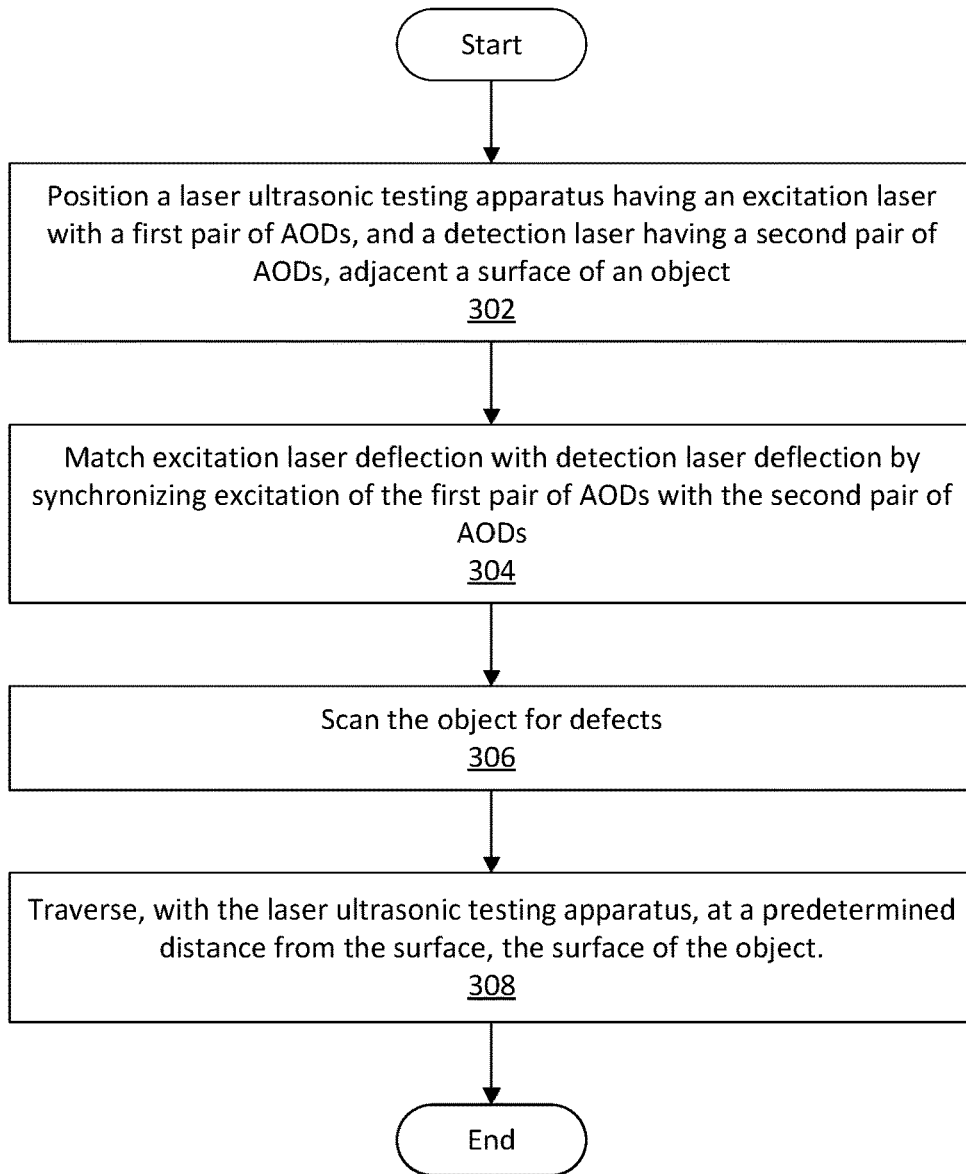 Start
Position a laser ultrasonic testing apparatus having an excitation laser
with a first pair of AODs, and a detection laser having a second pair of
AODs, adjacent a surface of an object
302
Match excitation laser deflection with detection laser deflection by
synchronizing excitation of the first pair of AODs with the second pair of
AODs
304
Scan the object for defects
306
Traverse, with the laser ultrasonic testing apparatus, at a predetermined
distance from the surface, the surface of the object.
308
End